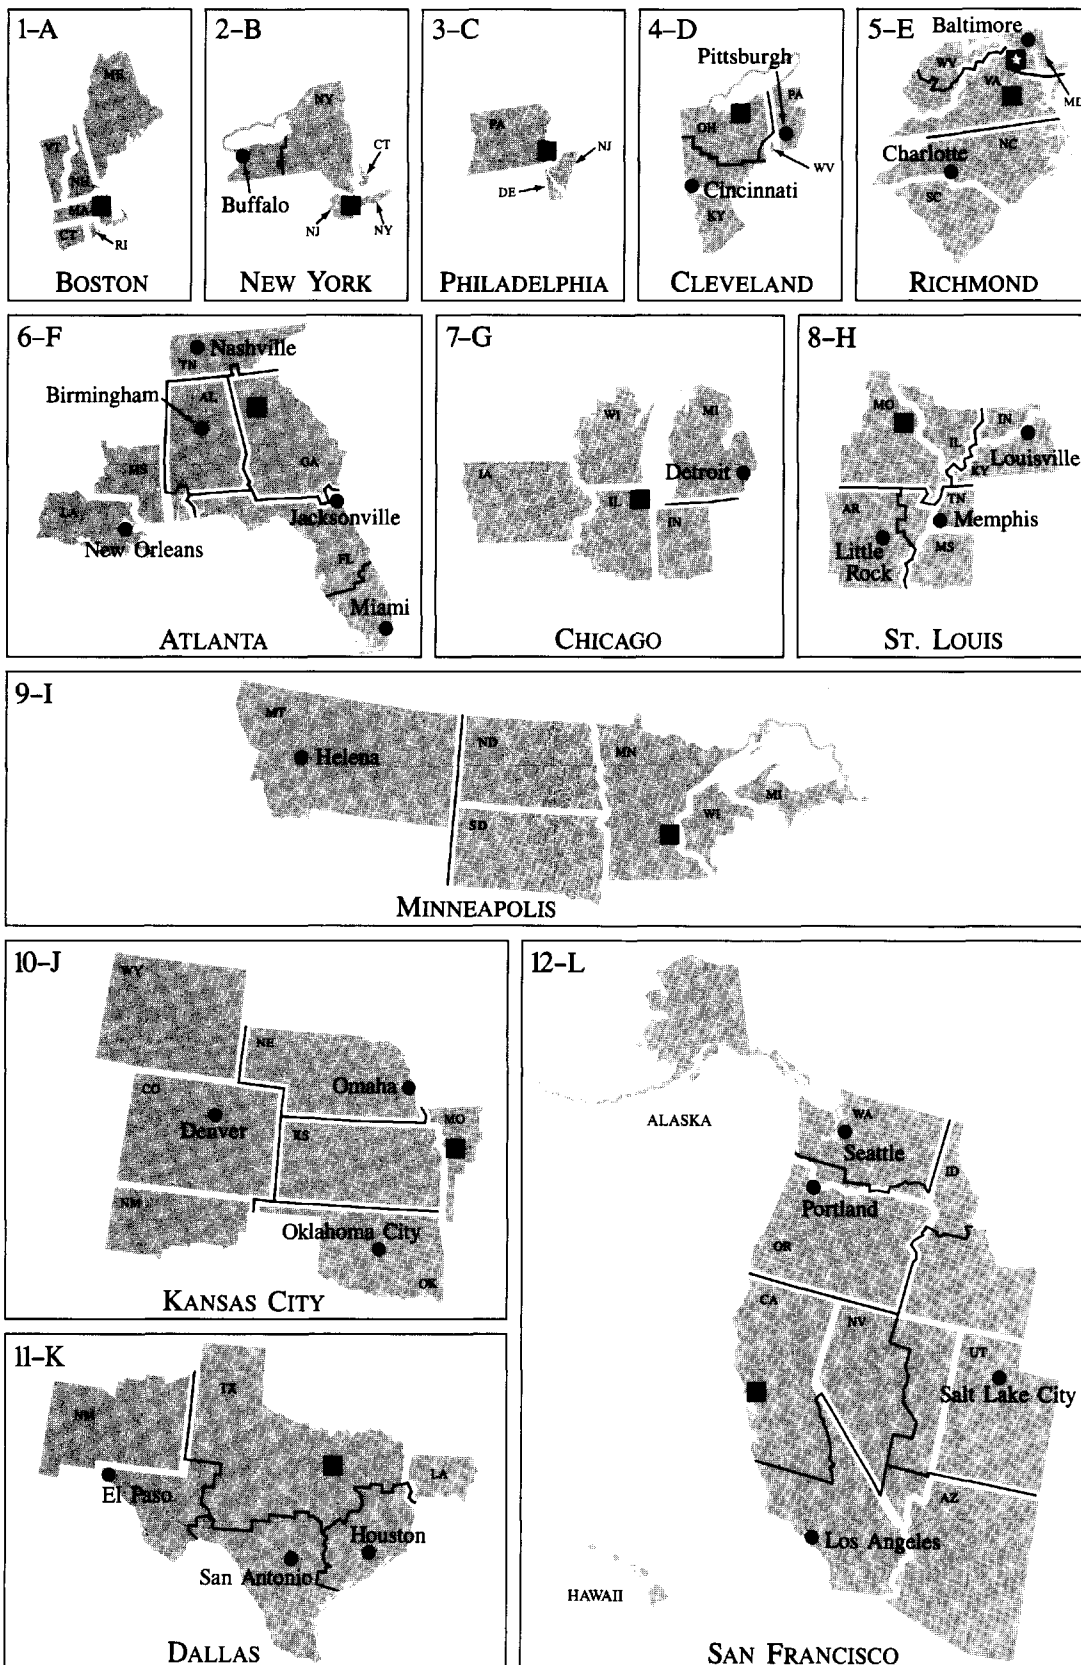 1–A
ME
VT
NH
MA
CT
RI
BOSTON
2–B
NY
CT
Buffalo
NJ
NY
NEW YORK
3–C
PA
NJ
DE
PHILADELPHIA
4–D
Pittsburgh
PA
OH
WV
Cincinnati
KY
CLEVELAND
5–E
Baltimore
WV
VA
MD
NC
Charlotte
SC
RICHMOND
6–F
Nashville
TN
Birmingham
AL
MS
GA
LA
Jacksonville
New Orleans
FL
Miami
ATLANTA
7–G
WI
MI
IA
Detroit
IL
IN
CHICAGO
8–H
MO
IN
IL
Louisville
KY
TN
AR
Memphis
Little
Rock
MS
ST. LOUIS
9–I
MT
ND
MN
Helena
MI
WI
SD
MINNEAPOLIS
10–J
WY
NE
CO
Omaha
Denver
MO
KS
NM
Oklahoma City
OK
KANSAS CITY
11–K
TX
NM
LA
El Paso
Houston
San Antonio
DALLAS
12–L
ALASKA
WA
Seattle
ID
Portland
OR
CA
NV
UT
Salt Lake City
AZ
Los Angeles
HAWAII
SAN FRANCISCO